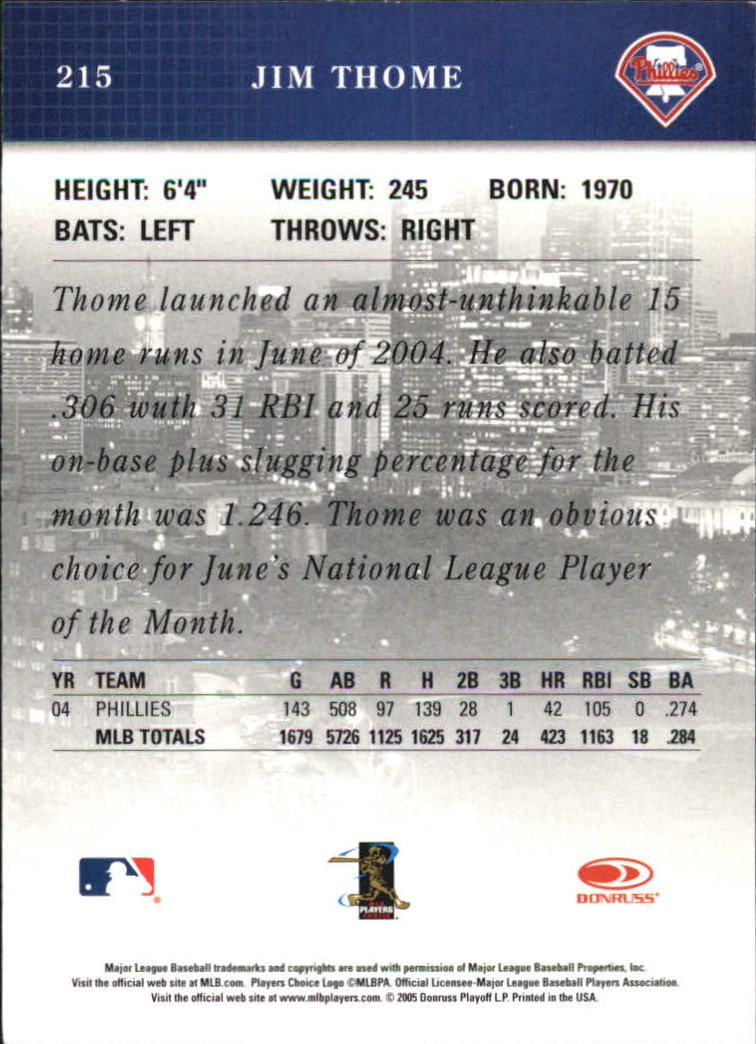 215 JIM THOME Phillies
HEIGHT: 6'4" WEIGHT: 245 BORN: 1970
BATS: LEFT THROWS: RIGHT
Thome launched an almost-unthinkable 15
home runs in June of 2004. He also batted
.306 wuth 31 RBI and 25 runs scored. His
on-base plus slugging percentage for the
month was 1.246. Thome was an obvious
choice for June's National League Player
of the Month.
YR TEAM G AB R H 2B 3B HR RBI SB BA
04 PHILLIES 143 508 97 139 28 1 42 105 0 .274
MLB TOTALS 1679 5726 1125 1625 317 24 423 1163 18 .284
PLAYERS
DONRUSS
Major League Baseball trademarks and copyrights are used with permission of Major League Baseball Properties, Inc.
Visit the official web site at MLB.com. Players Choice Logo ©MLBPA. Official Licensee-Major League Baseball Players Association.
Visit the official web site at www.mlbplayers.com. © 2005 Donruss Playoff L.P. Printed in the USA.